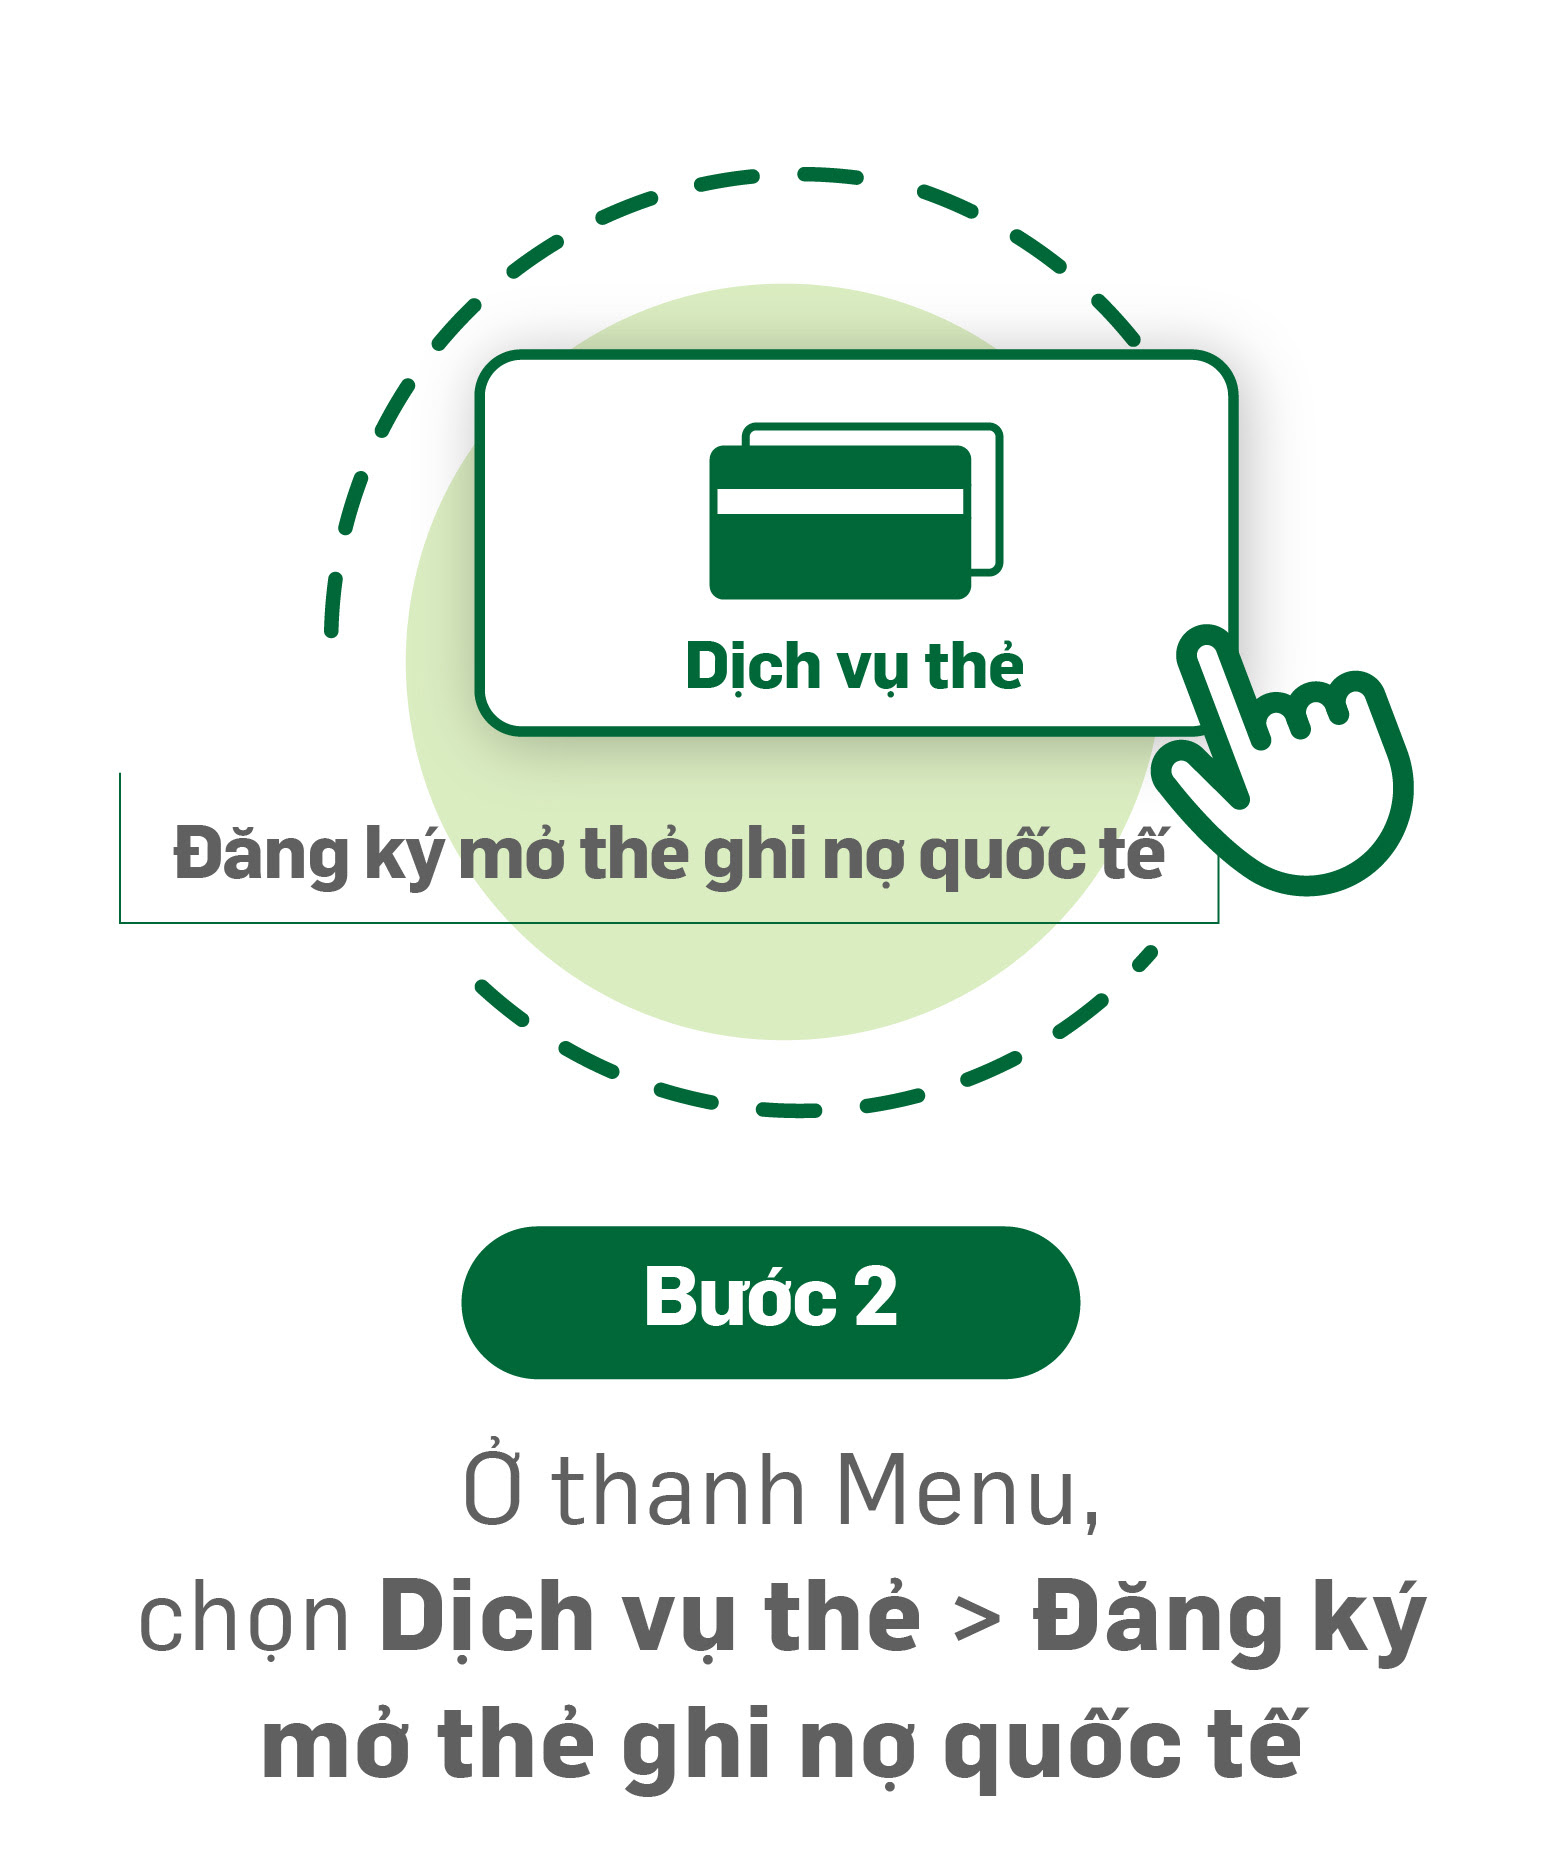 Dịch vụ thẻ
Đăng ký mở thẻ ghi nợ quốc tế
Bước 2
Ở thanh Menu,
chọn Dịch vụ thẻ > Đăng ký
mở thẻ ghi nợ quốc tế